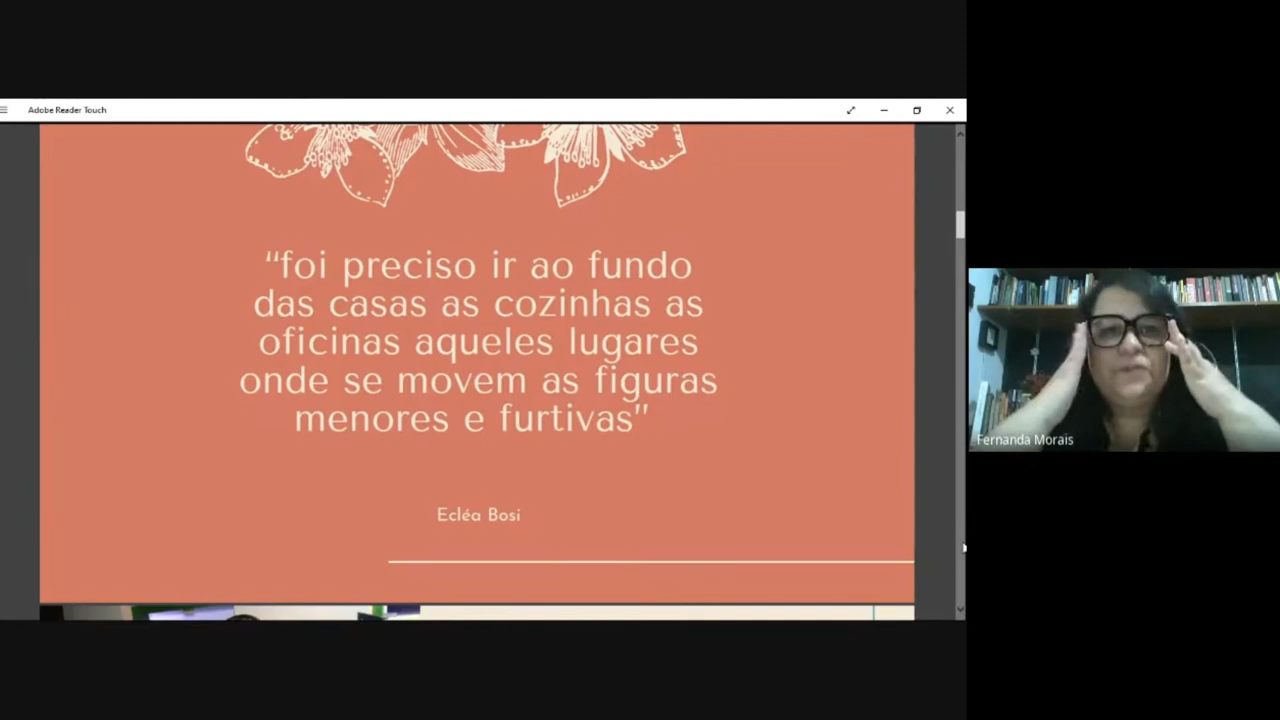 Adobe Reader Touch
“foi preciso ir ao fundo
das casas as cozinhas as
oficinas aqueles lugares
onde se movem as figuras
menores e furtivas”
Ecléa Bosi
Fernanda Morais